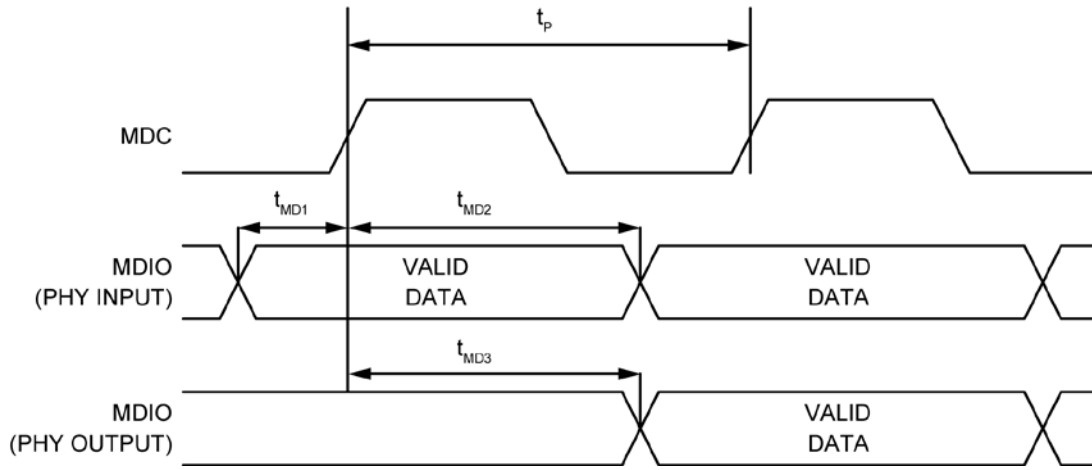 tP
MDC
tMD1
tMD2
MDIO
(PHY INPUT)
VALID
DATA
VALID
DATA
tMD3
MDIO
(PHY OUTPUT)
VALID
DATA